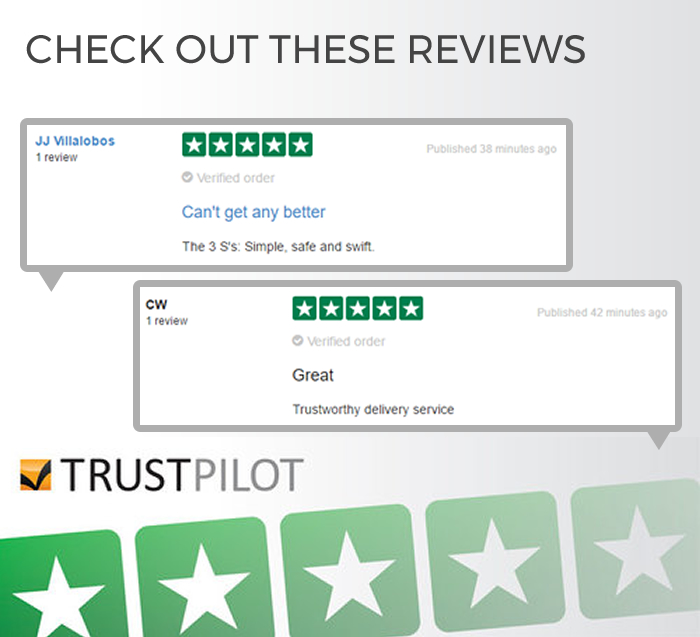 CHECK OUT THESE REVIEWS
JJ Villalobos
1 review
Published 38 minutes ago
Verified order
Can't get any better
The 3 S's: Simple, safe and swift.
CW
1 review
Published 42 minutes ago
Verified order
Great
Trustworthy delivery service
TRUSTPILOT